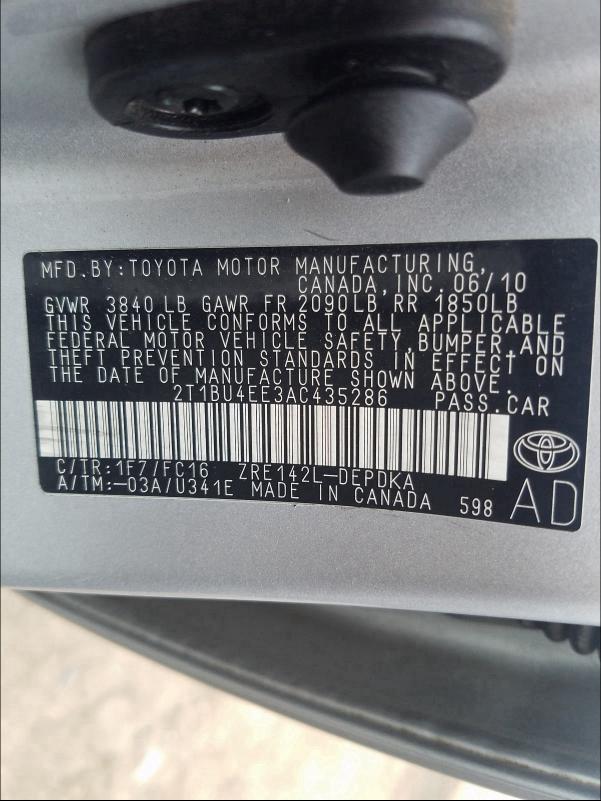 MFD.BY:TOYOTA MOTOR MANUFACTURING,
CANADA,INC. 06/10
GVWR 3840 LB GAWR FR 2090LB, RR 1850LB
THIS VEHICLE CONFORMS TO ALL APPLICABLE
FEDERAL MOTOR VEHICLE SAFETY, BUMPER, AND
THEFT PREVENTION STANDARDS IN EFFECT ON
THE DATE OF MANUFACTURE SHOWN ABOVE.
2T1BU4EE3AC435286 PASS.CAR
C/TR:1F7/FC16 ZRE142L-DEPDKA
A/TM:-03A/U341E MADE IN CANADA 598
AD